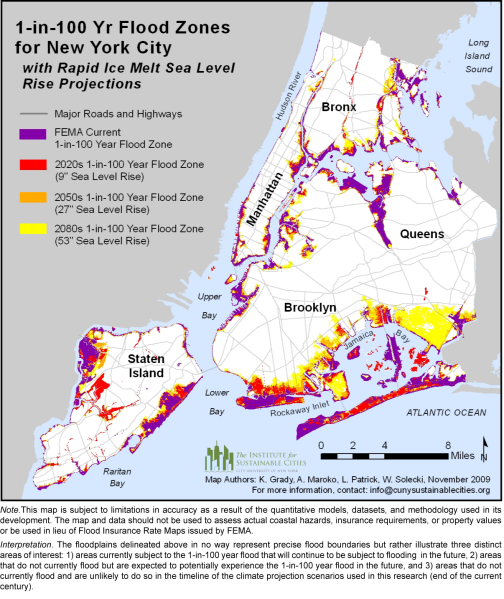 1-in-100 Yr Flood Zones
for New York City
with Rapid Ice Melt Sea Level
Rise Projections
Major Roads and Highways
FEMA Current
1-in-100 Year Flood Zone
2020s 1-in-100 Year Flood Zone
(9" Sea Level Rise)
2050s 1-in-100 Year Flood Zone
(27" Sea Level Rise)
2080s 1-in-100 Year Flood Zone
(53" Sea Level Rise)
Long
Island
Sound
Hudson River
Bronx
Manhattan
Queens
Upper
Bay
Brooklyn
Jamaica
Bay
Staten
Island
Lower
Bay
Rockaway Inlet
ATLANTIC OCEAN
Raritan
Bay
THE INSTITUTE for
SUSTAINABLE CITIES
CITY UNIVERSITY OF NEW YORK
0 2 4 8
Miles
N
Map Authors: K. Grady, A. Maroko, L. Patrick, W. Solecki, November 2009
For more information, contact: info@cunysustainablecities.org
Note.This map is subject to limitations in accuracy as a result of the quantitative models, datasets, and methodology used in its
development. The map and data should not be used to assess actual coastal hazards, insurance requirements, or property values
or be used in lieu of Flood Insurance Rate Maps issued by FEMA.
Interpretation. The floodplains delineated above in no way represent precise flood boundaries but rather illustrate three distinct
areas of interest: 1) areas currently subject to the 1-in-100 year flood that will continue to be subject to flooding in the future, 2) areas
that do not currently flood but are expected to potentially experience the 1-in-100 year flood in the future, and 3) areas that do not
currently flood and are unlikely to do so in the timeline of the climate projection scenarios used in this research (end of the current
century).